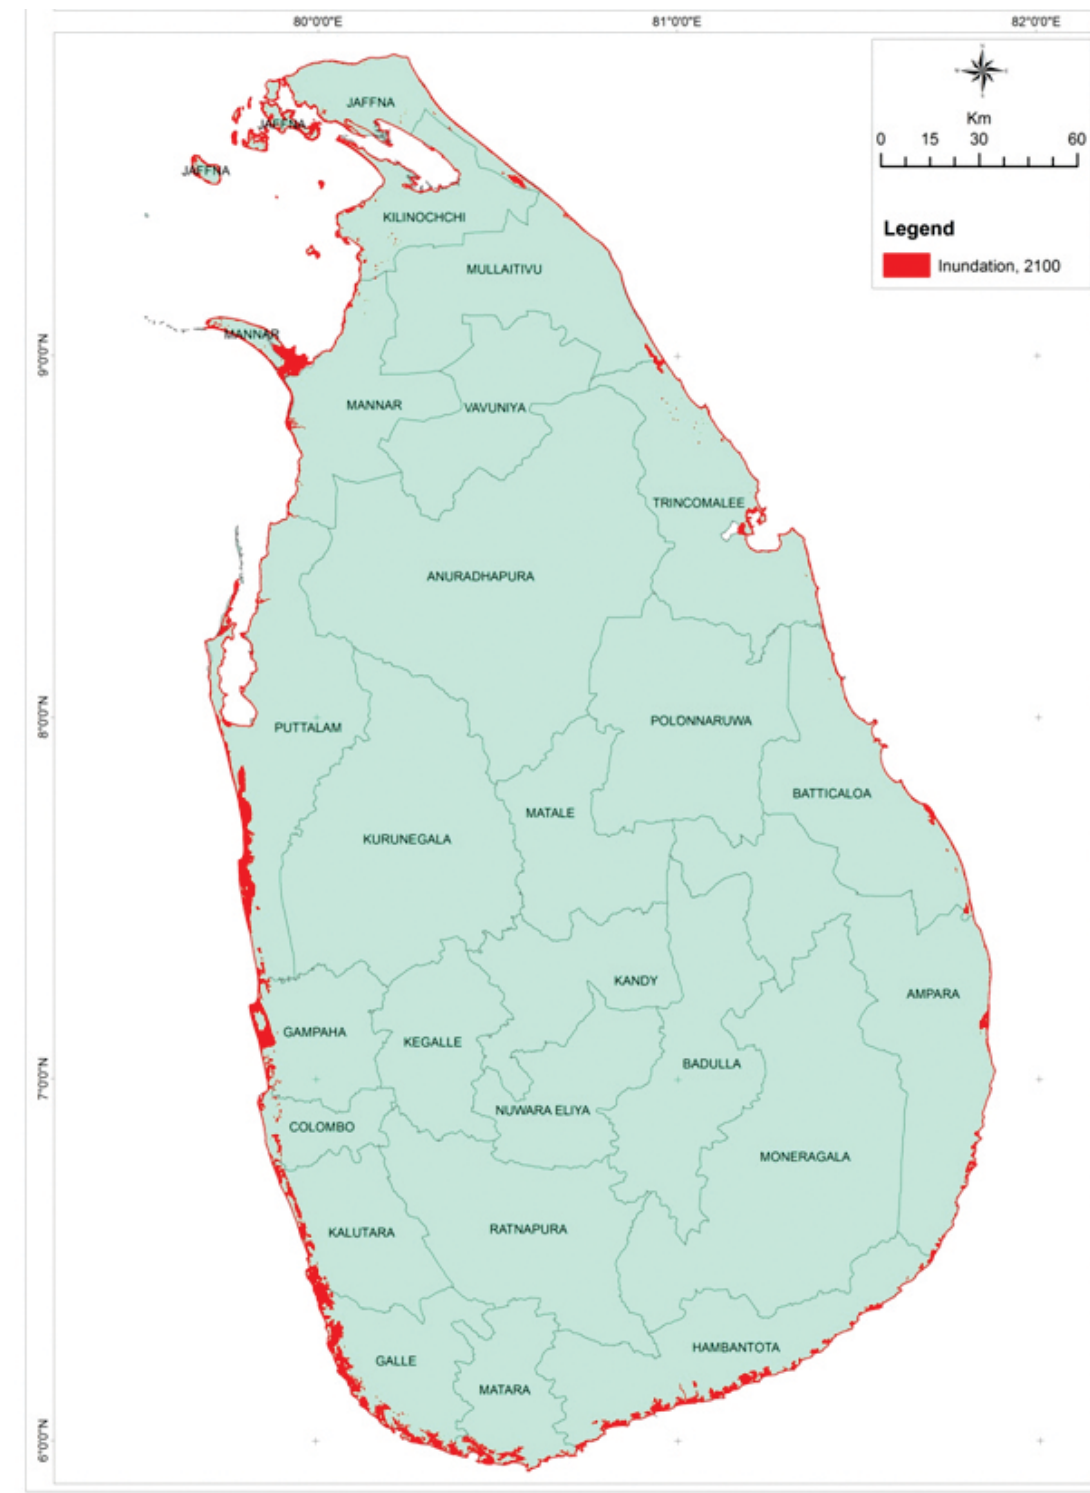 80°0'0"E
81°0'0"E
82°0'0"E
Km
0 15 30 60
Legend
Inundation, 2100
JAFFNA
JAFFNA
JAFFNA
KILINOCHCHI
MULLAITIVU
MANNAR
9°0'0"N
MANNAR
VAVUNIYA
TRINCOMALEE
ANURADHAPURA
8°0'0"N
PUTTALAM
POLONNARUWA
BATTICALOA
MATALE
KURUNEGALA
KANDY
AMPARA
GAMPAHA
KEGALLE
BADULLA
7°0'0"N
NUWARA ELIYA
COLOMBO
MONERAGALA
KALUTARA
RATNAPURA
HAMBANTOTA
GALLE
MATARA
6°0'0"N